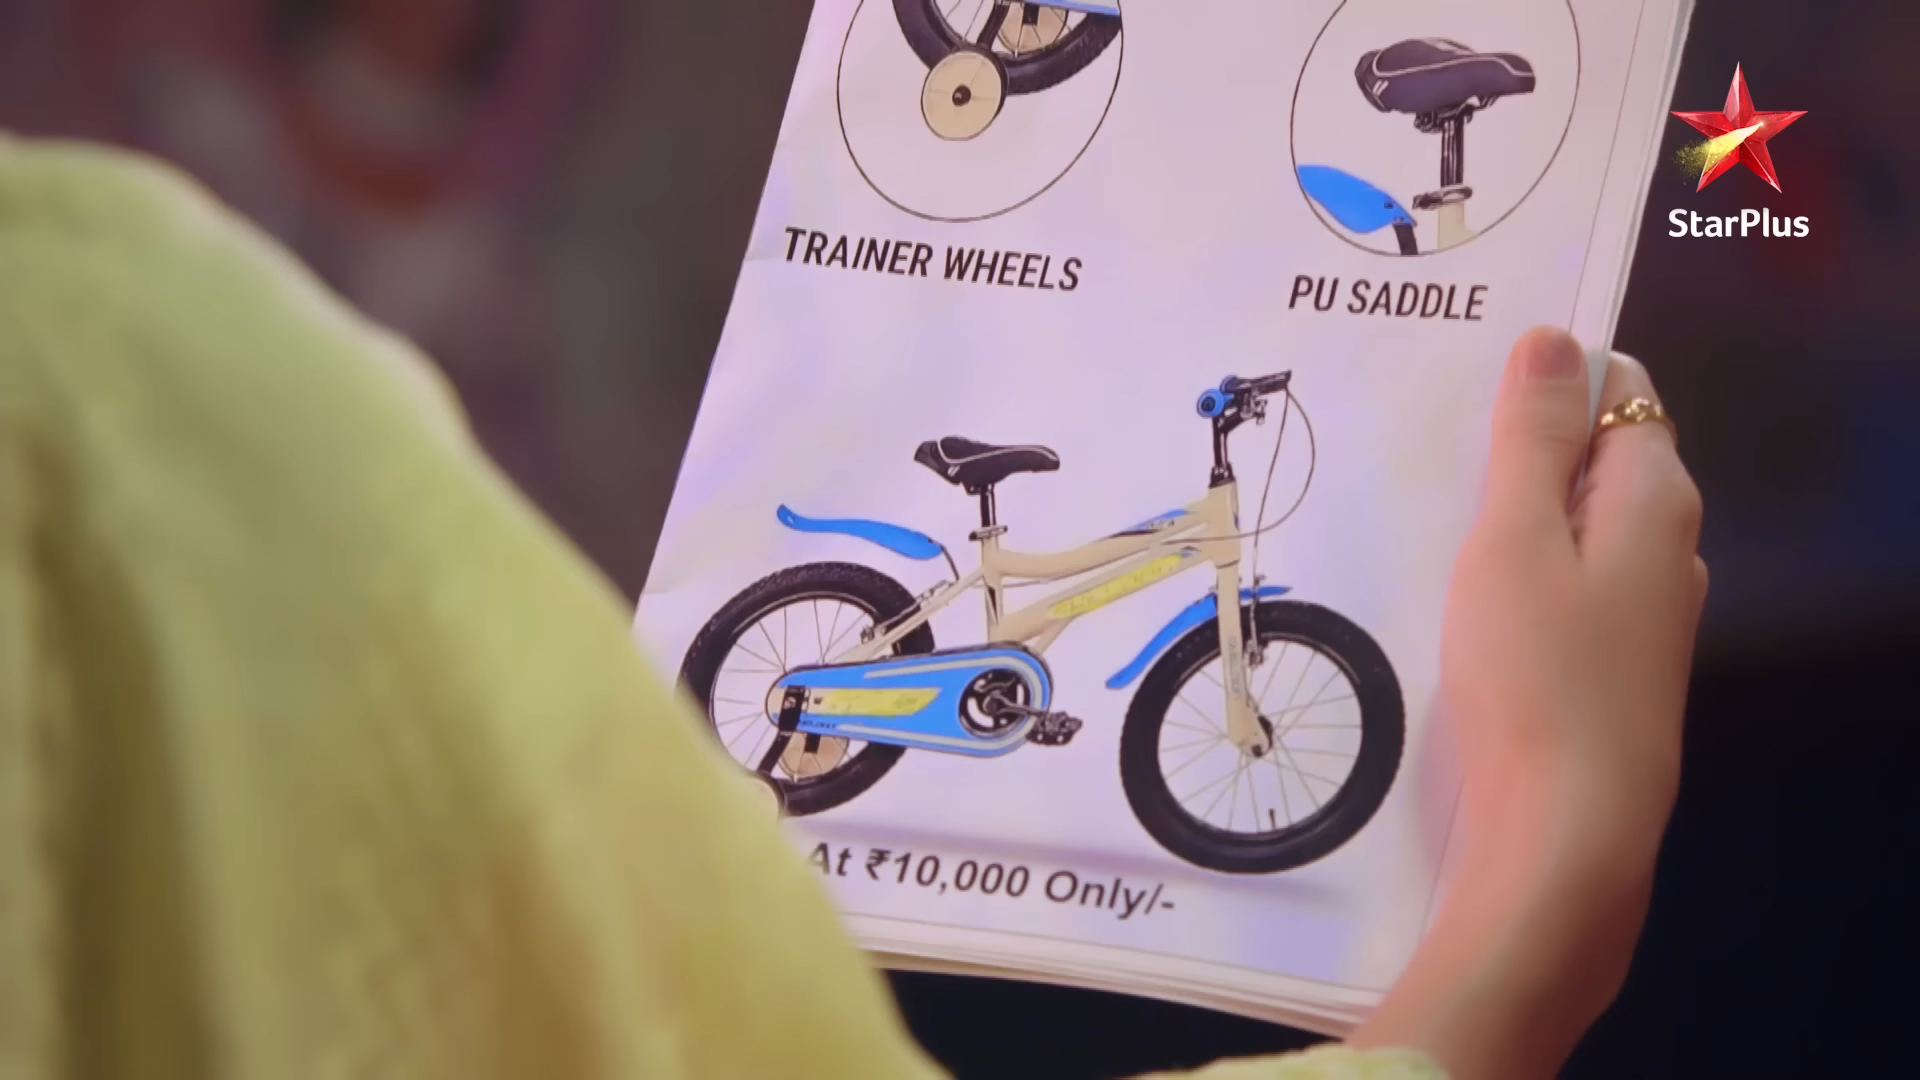 StarPlus
TRAINER WHEELS
PU SADDLE
At ₹10,000 Only/-